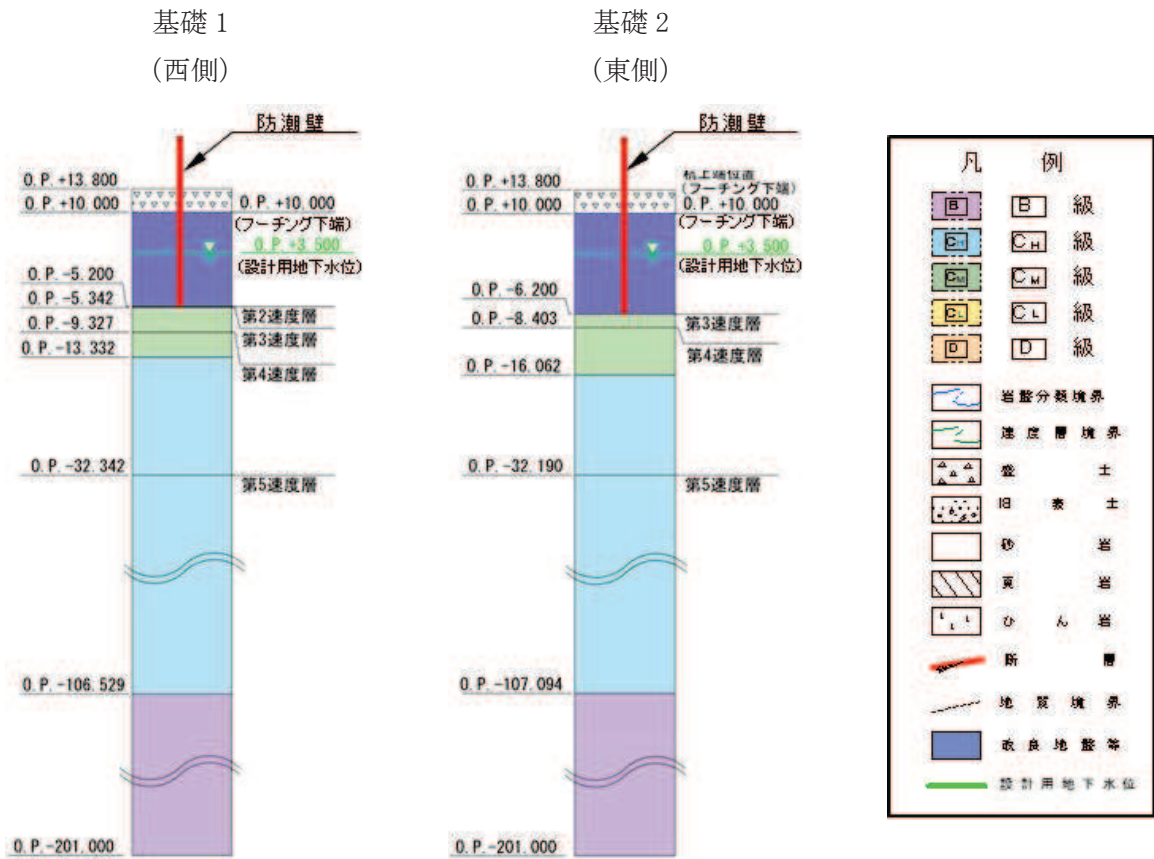 基礎 1
(西側)
防潮壁
O.P.+13.800
O.P.+10.000
O.P.+10.000
(フーチング下端)
O.P.+3.500
(設計用地下水位)
O.P.-5.200
O.P.-5.342
O.P.-9.327
O.P.-13.332
第2速度層
第3速度層
第4速度層
O.P.-32.342
第5速度層
O.P.-106.529
O.P.-201.000
基礎 2
(東側)
防潮壁
O.P.+13.800
杭上端位置
(フーチング下端)
O.P.+10.000
O.P.+10.000
(フーチング下端)
O.P.+3.500
(設計用地下水位)
O.P.-6.200
O.P.-8.403
第3速度層
第4速度層
O.P.-16.062
O.P.-32.190
第5速度層
O.P.-107.094
O.P.-201.000
凡 例
B B 級
CH CH 級
CM CM 級
CL CL 級
D D 級
岩盤分類境界
速度層境界
盛土
旧表土
砂岩
頁岩
ひん岩
断層
地質境界
改良地盤等
設計用地下水位